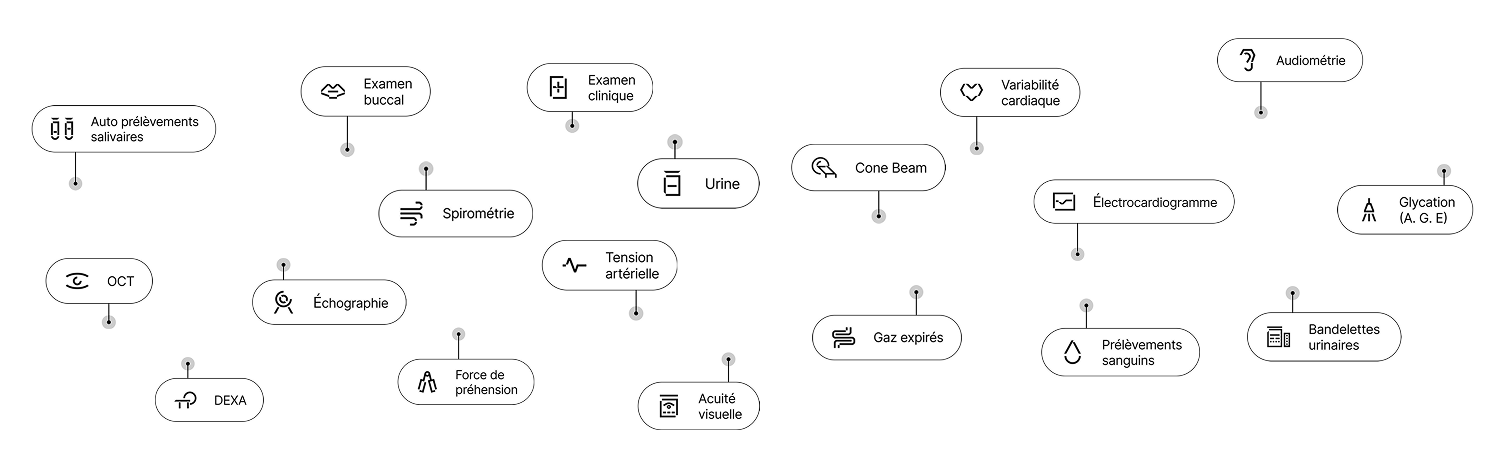 Audiométrie
Examen
buccal
Examen
clinique
Variabilité
cardiaque
Auto prélèvements
salivaires
Cone Beam
Urine
Électrocardiogramme
Glycation
(A. G. E)
Spirométrie
Tension
artérielle
OCT
Échographie
Gaz expirés
Bandelettes
urinaires
Prélèvements
sanguins
Force de
préhension
DEXA
Acuité
visuelle